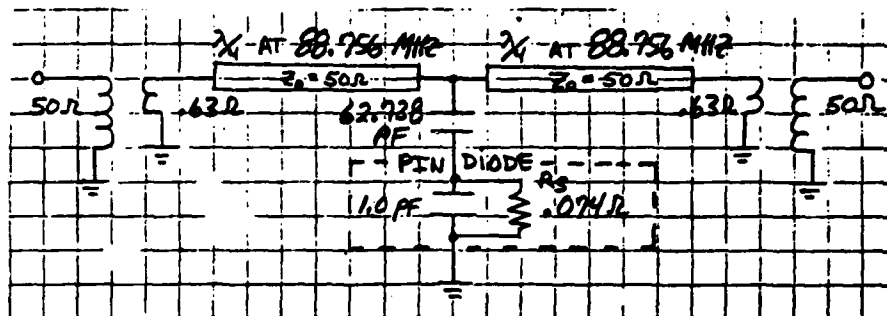 λ/4 AT 88.756 MHZ
λ/4 AT 88.756 MHZ
Z₀ = 50Ω
Z₀ = 50Ω
50Ω
.63Ω
62.738
PF
.63Ω
50Ω
PIN DIODE
RS
1.0 PF
.074Ω